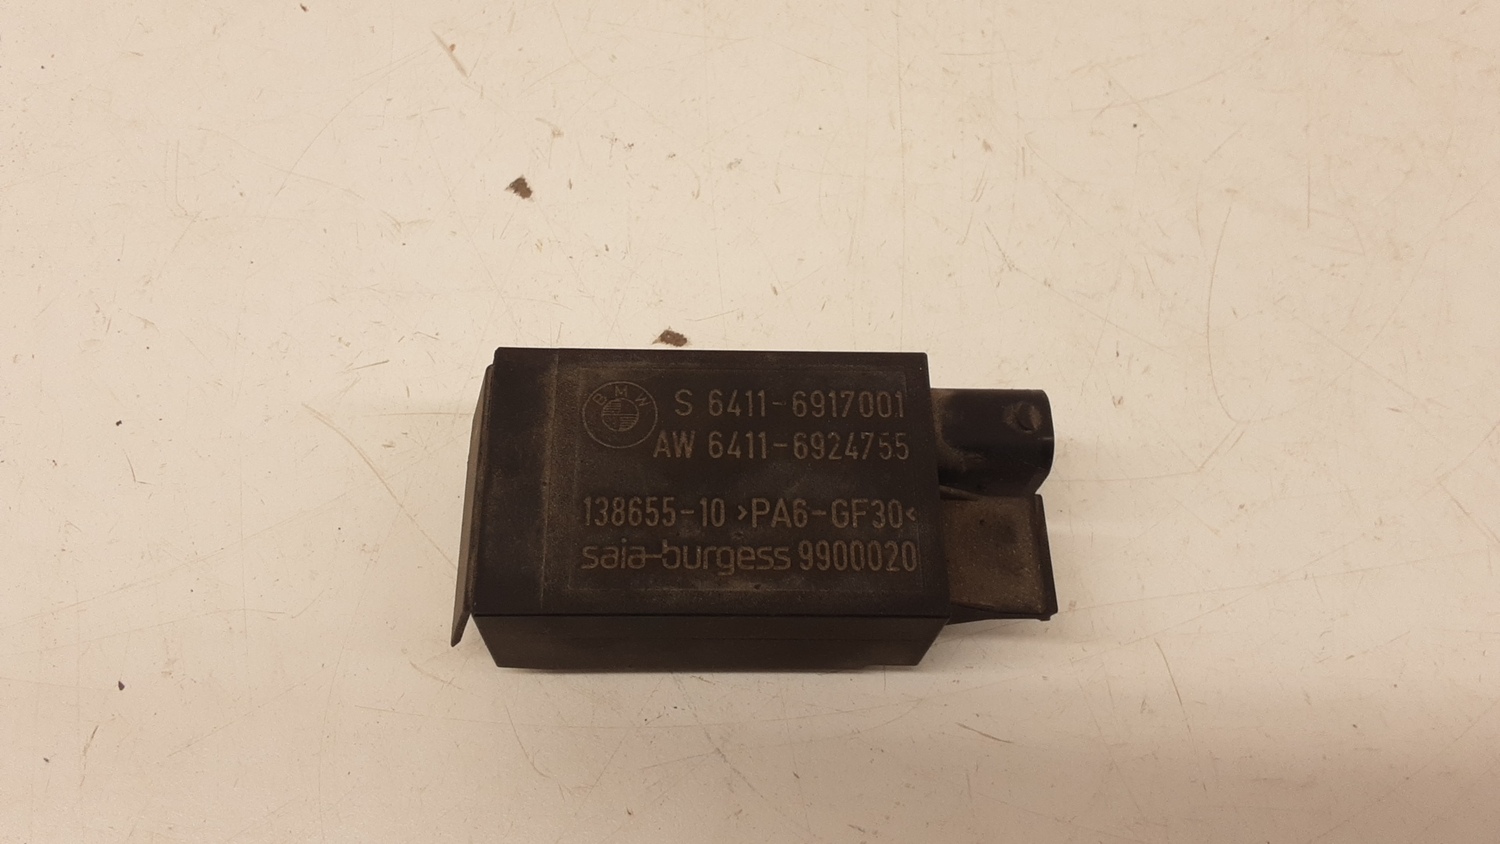 BMW S 6411-6917001
AW 6411-6924755
138655-10 >PA6-GF30<
saia-burgess 9900020